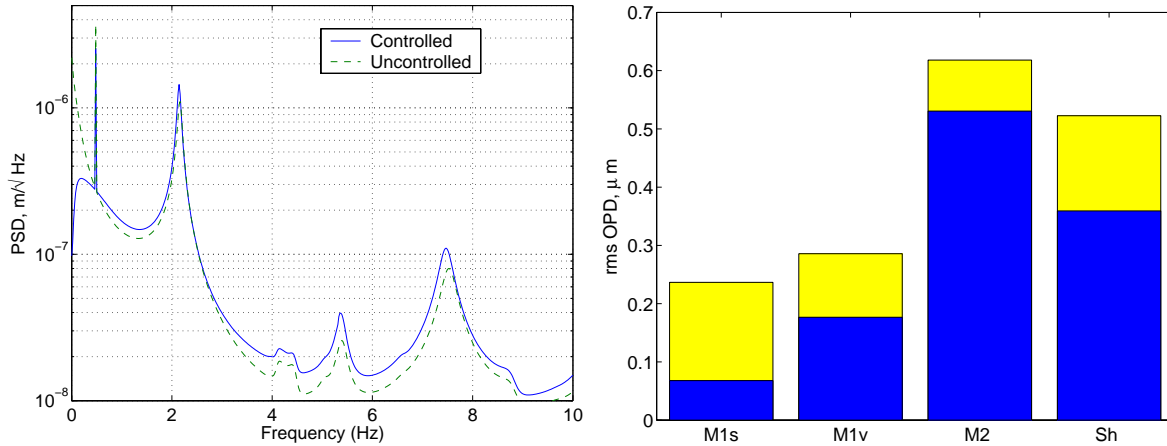 Controlled
Uncontrolled
PSD, m/√ Hz
10^-6
10^-7
10^-8
0 2 4 6 8 10
Frequency (Hz)
rms OPD, μ m
0.7
0.6
0.5
0.4
0.3
0.2
0.1
0
M1s M1v M2 Sh